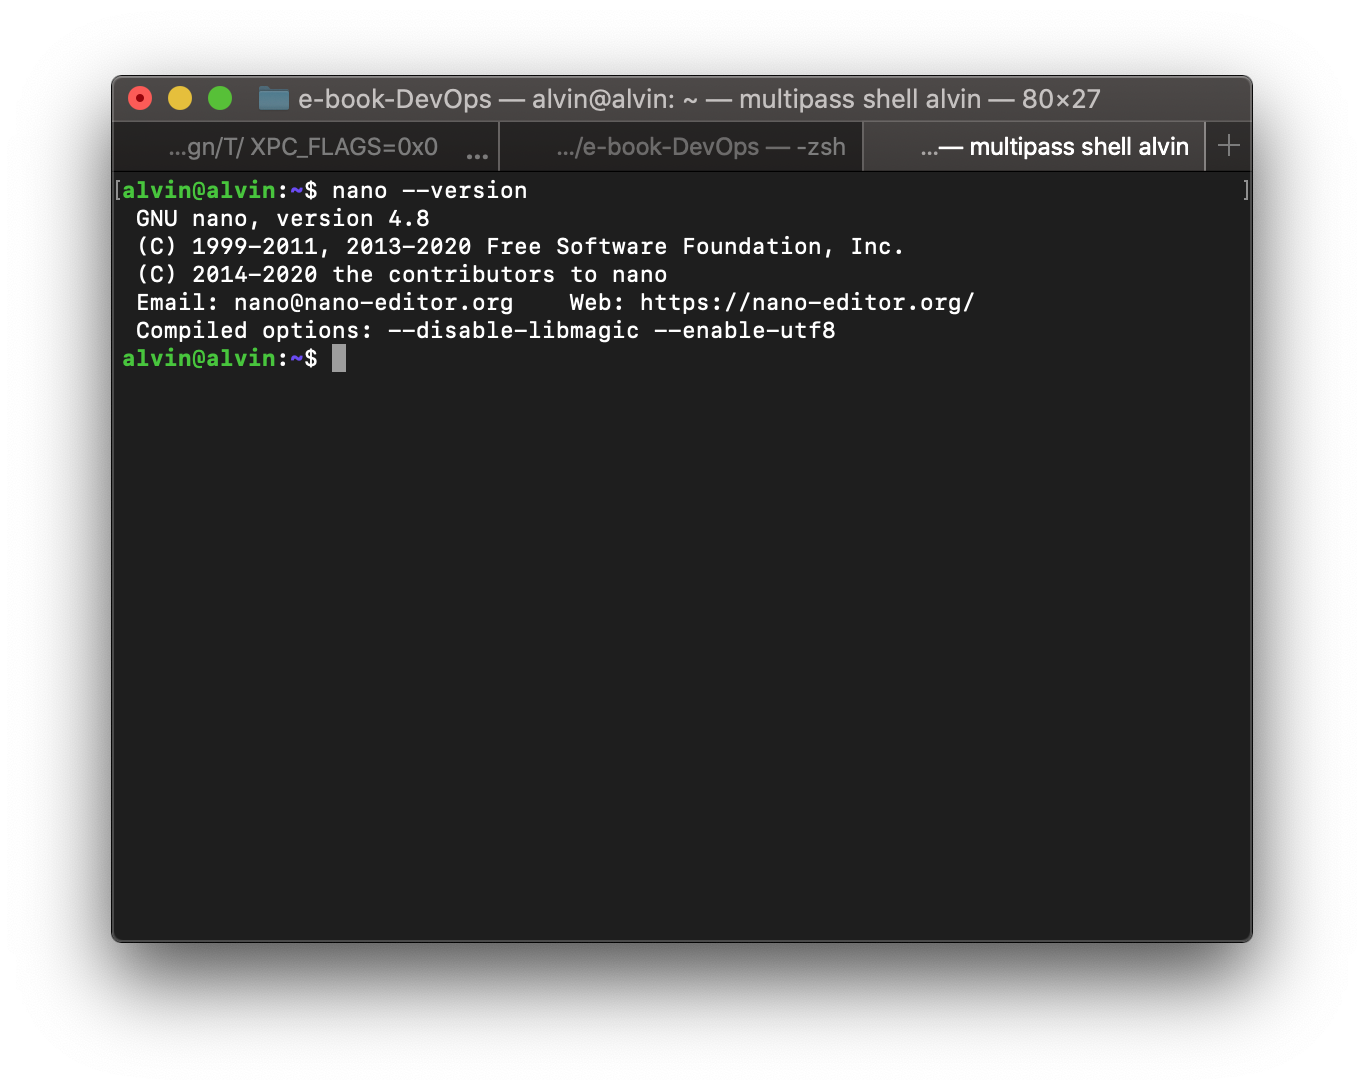 e-book-DevOps — alvin@alvin: ~ — multipass shell alvin — 80×27
...gn/T/ XPC_FLAGS=0x0 ...
.../e-book-DevOps — -zsh
...— multipass shell alvin
+
[alvin@alvin:~$ nano --version ]
GNU nano, version 4.8
(C) 1999-2011, 2013-2020 Free Software Foundation, Inc.
(C) 2014-2020 the contributors to nano
Email: nano@nano-editor.org    Web: https://nano-editor.org/
Compiled options: --disable-libmagic --enable-utf8
alvin@alvin:~$